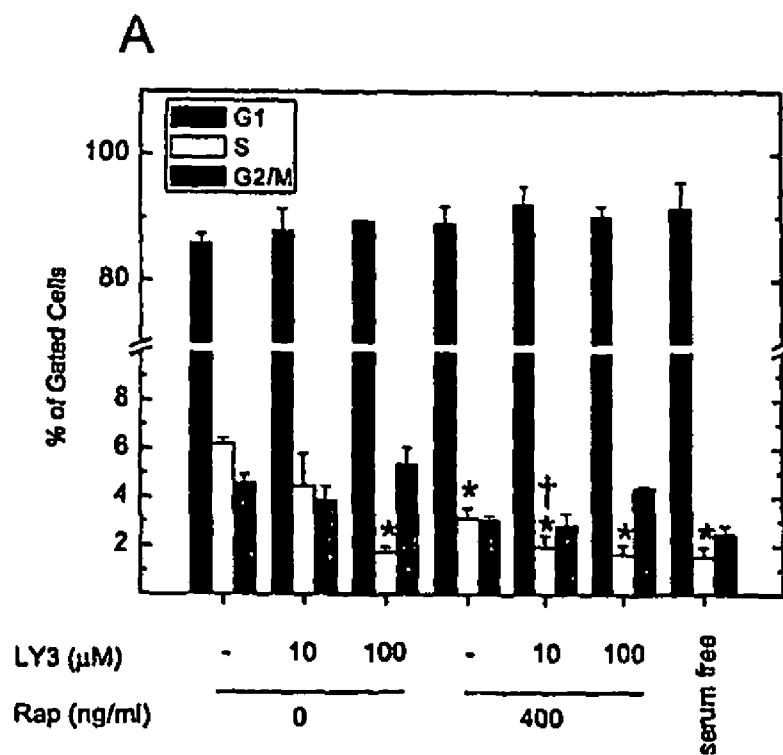 A
G1
S
G2/M
100
80
8
6
4
2
% of Gated Cells
*
*
†
*
*
*
LY3 (μM) - 10 100 - 10 100 serum free
Rap (ng/ml) 0 400